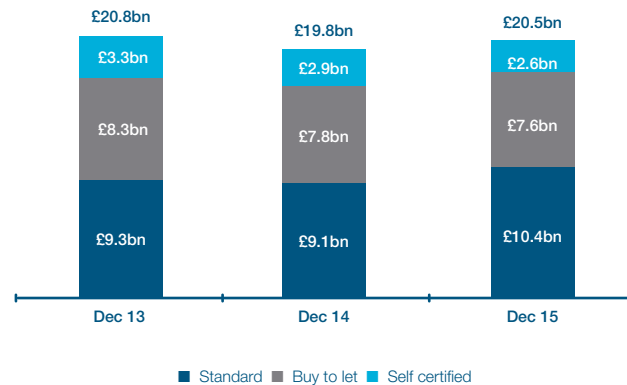 £20.8bn
£19.8bn
£20.5bn
£3.3bn
£2.9bn
£2.6bn
£8.3bn
£7.8bn
£7.6bn
£9.3bn
£9.1bn
£10.4bn
Dec 13
Dec 14
Dec 15
Standard
Buy to let
Self certified